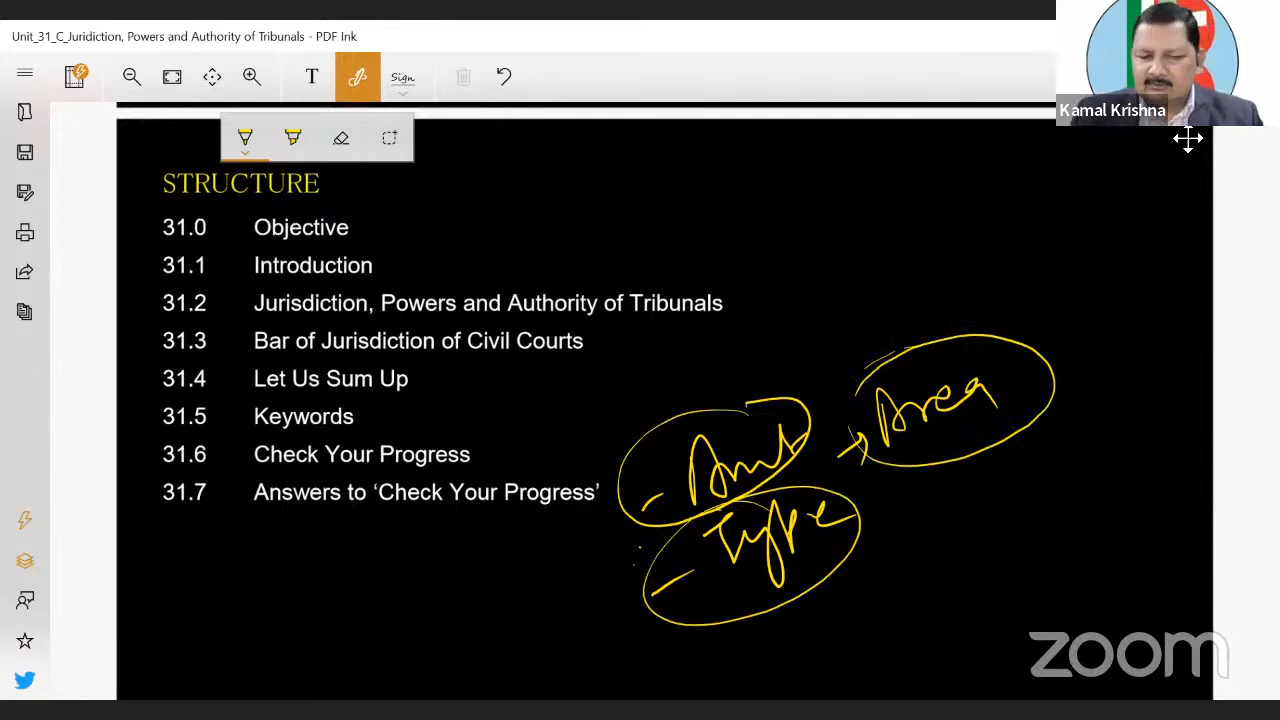 Unit_31_C_Juridiction, Powers and Authority of Tribunals - PDF Ink
T
Sign
Kamal Krishna
STRUCTURE
31.0 Objective
31.1 Introduction
31.2 Jurisdiction, Powers and Authority of Tribunals
31.3 Bar of Jurisdiction of Civil Courts
31.4 Let Us Sum Up
31.5 Keywords
31.6 Check Your Progress
31.7 Answers to ‘Check Your Progress’
- Amt
→ Area
- Type
zoom